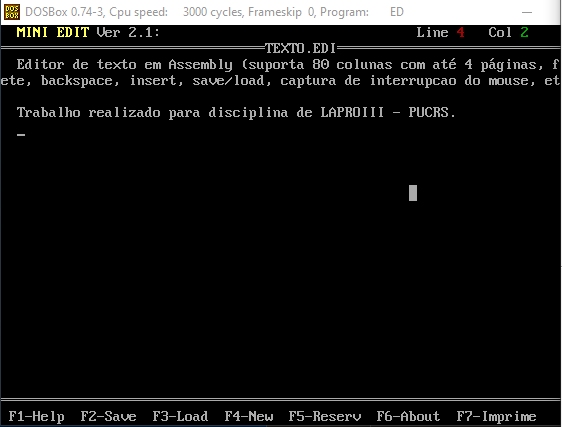 DOSBox 0.74-3, Cpu speed: 3000 cycles, Frameskip 0, Program: ED
MINI EDIT Ver 2.1: Line 4 Col 2
TEXTO.EDI
Editor de texto em Assembly (suporta 80 colunas com até 4 páginas, f
ete, backspace, insert, save/load, captura de interrupcao do mouse, et
Trabalho realizado para disciplina de LAPROIII - PUCRS.
F1-Help F2-Save F3-Load F4-New F5-Reserv F6-About F7-Imprime